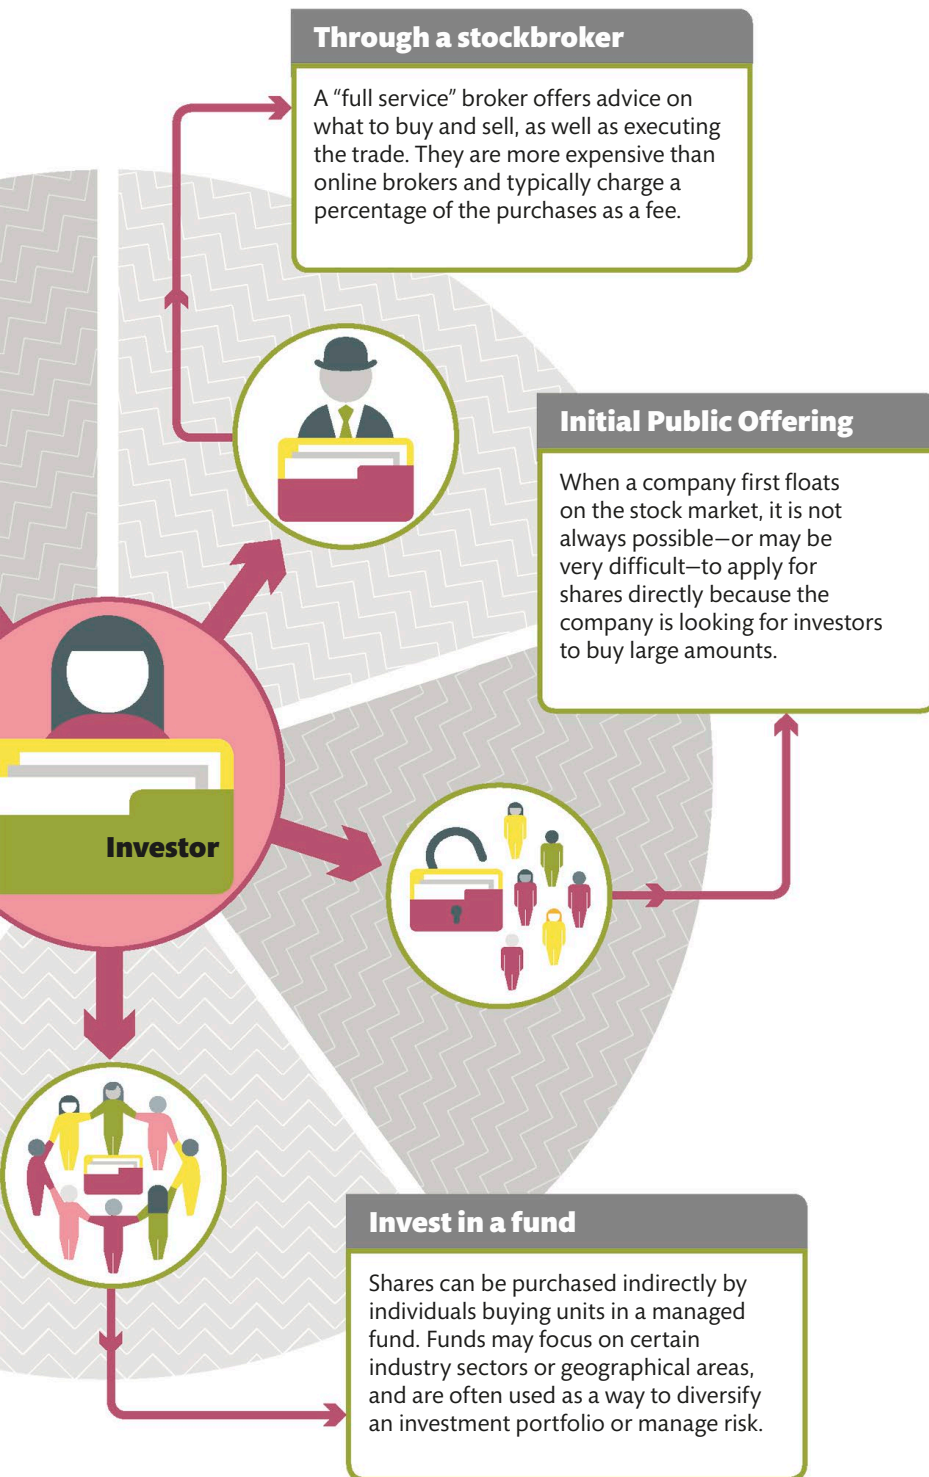 Through a stockbroker
A “full service” broker offers advice on
what to buy and sell, as well as executing
the trade. They are more expensive than
online brokers and typically charge a
percentage of the purchases as a fee.
Initial Public Offering
When a company first floats
on the stock market, it is not
always possible—or may be
very difficult—to apply for
shares directly because the
company is looking for investors
to buy large amounts.
Investor
Invest in a fund
Shares can be purchased indirectly by
individuals buying units in a managed
fund. Funds may focus on certain
industry sectors or geographical areas,
and are often used as a way to diversify
an investment portfolio or manage risk.